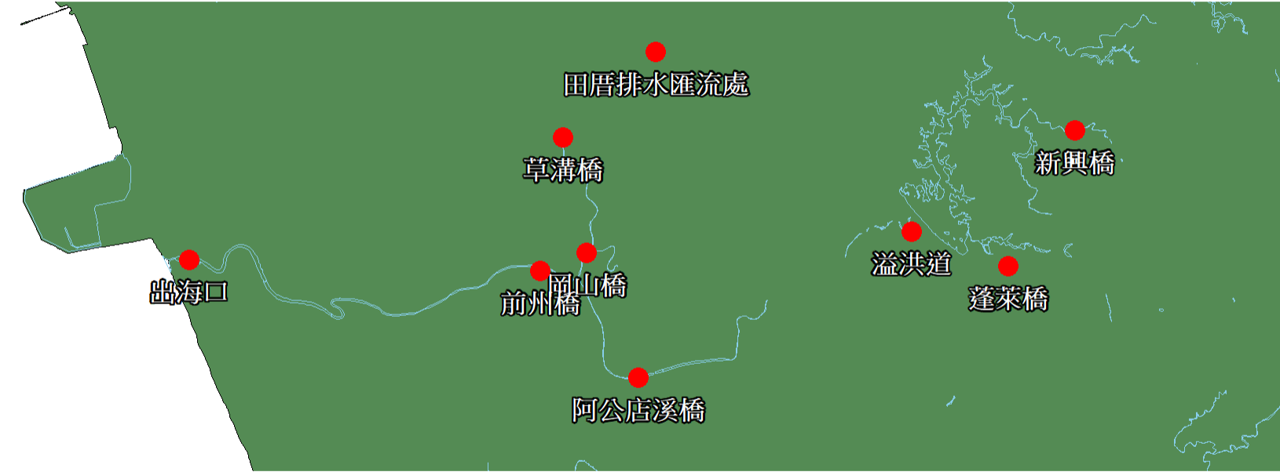 田厝排水匯流處
草溝橋
新興橋
溢洪道
出海口
岡山橋
前州橋
蓬萊橋
阿公店溪橋